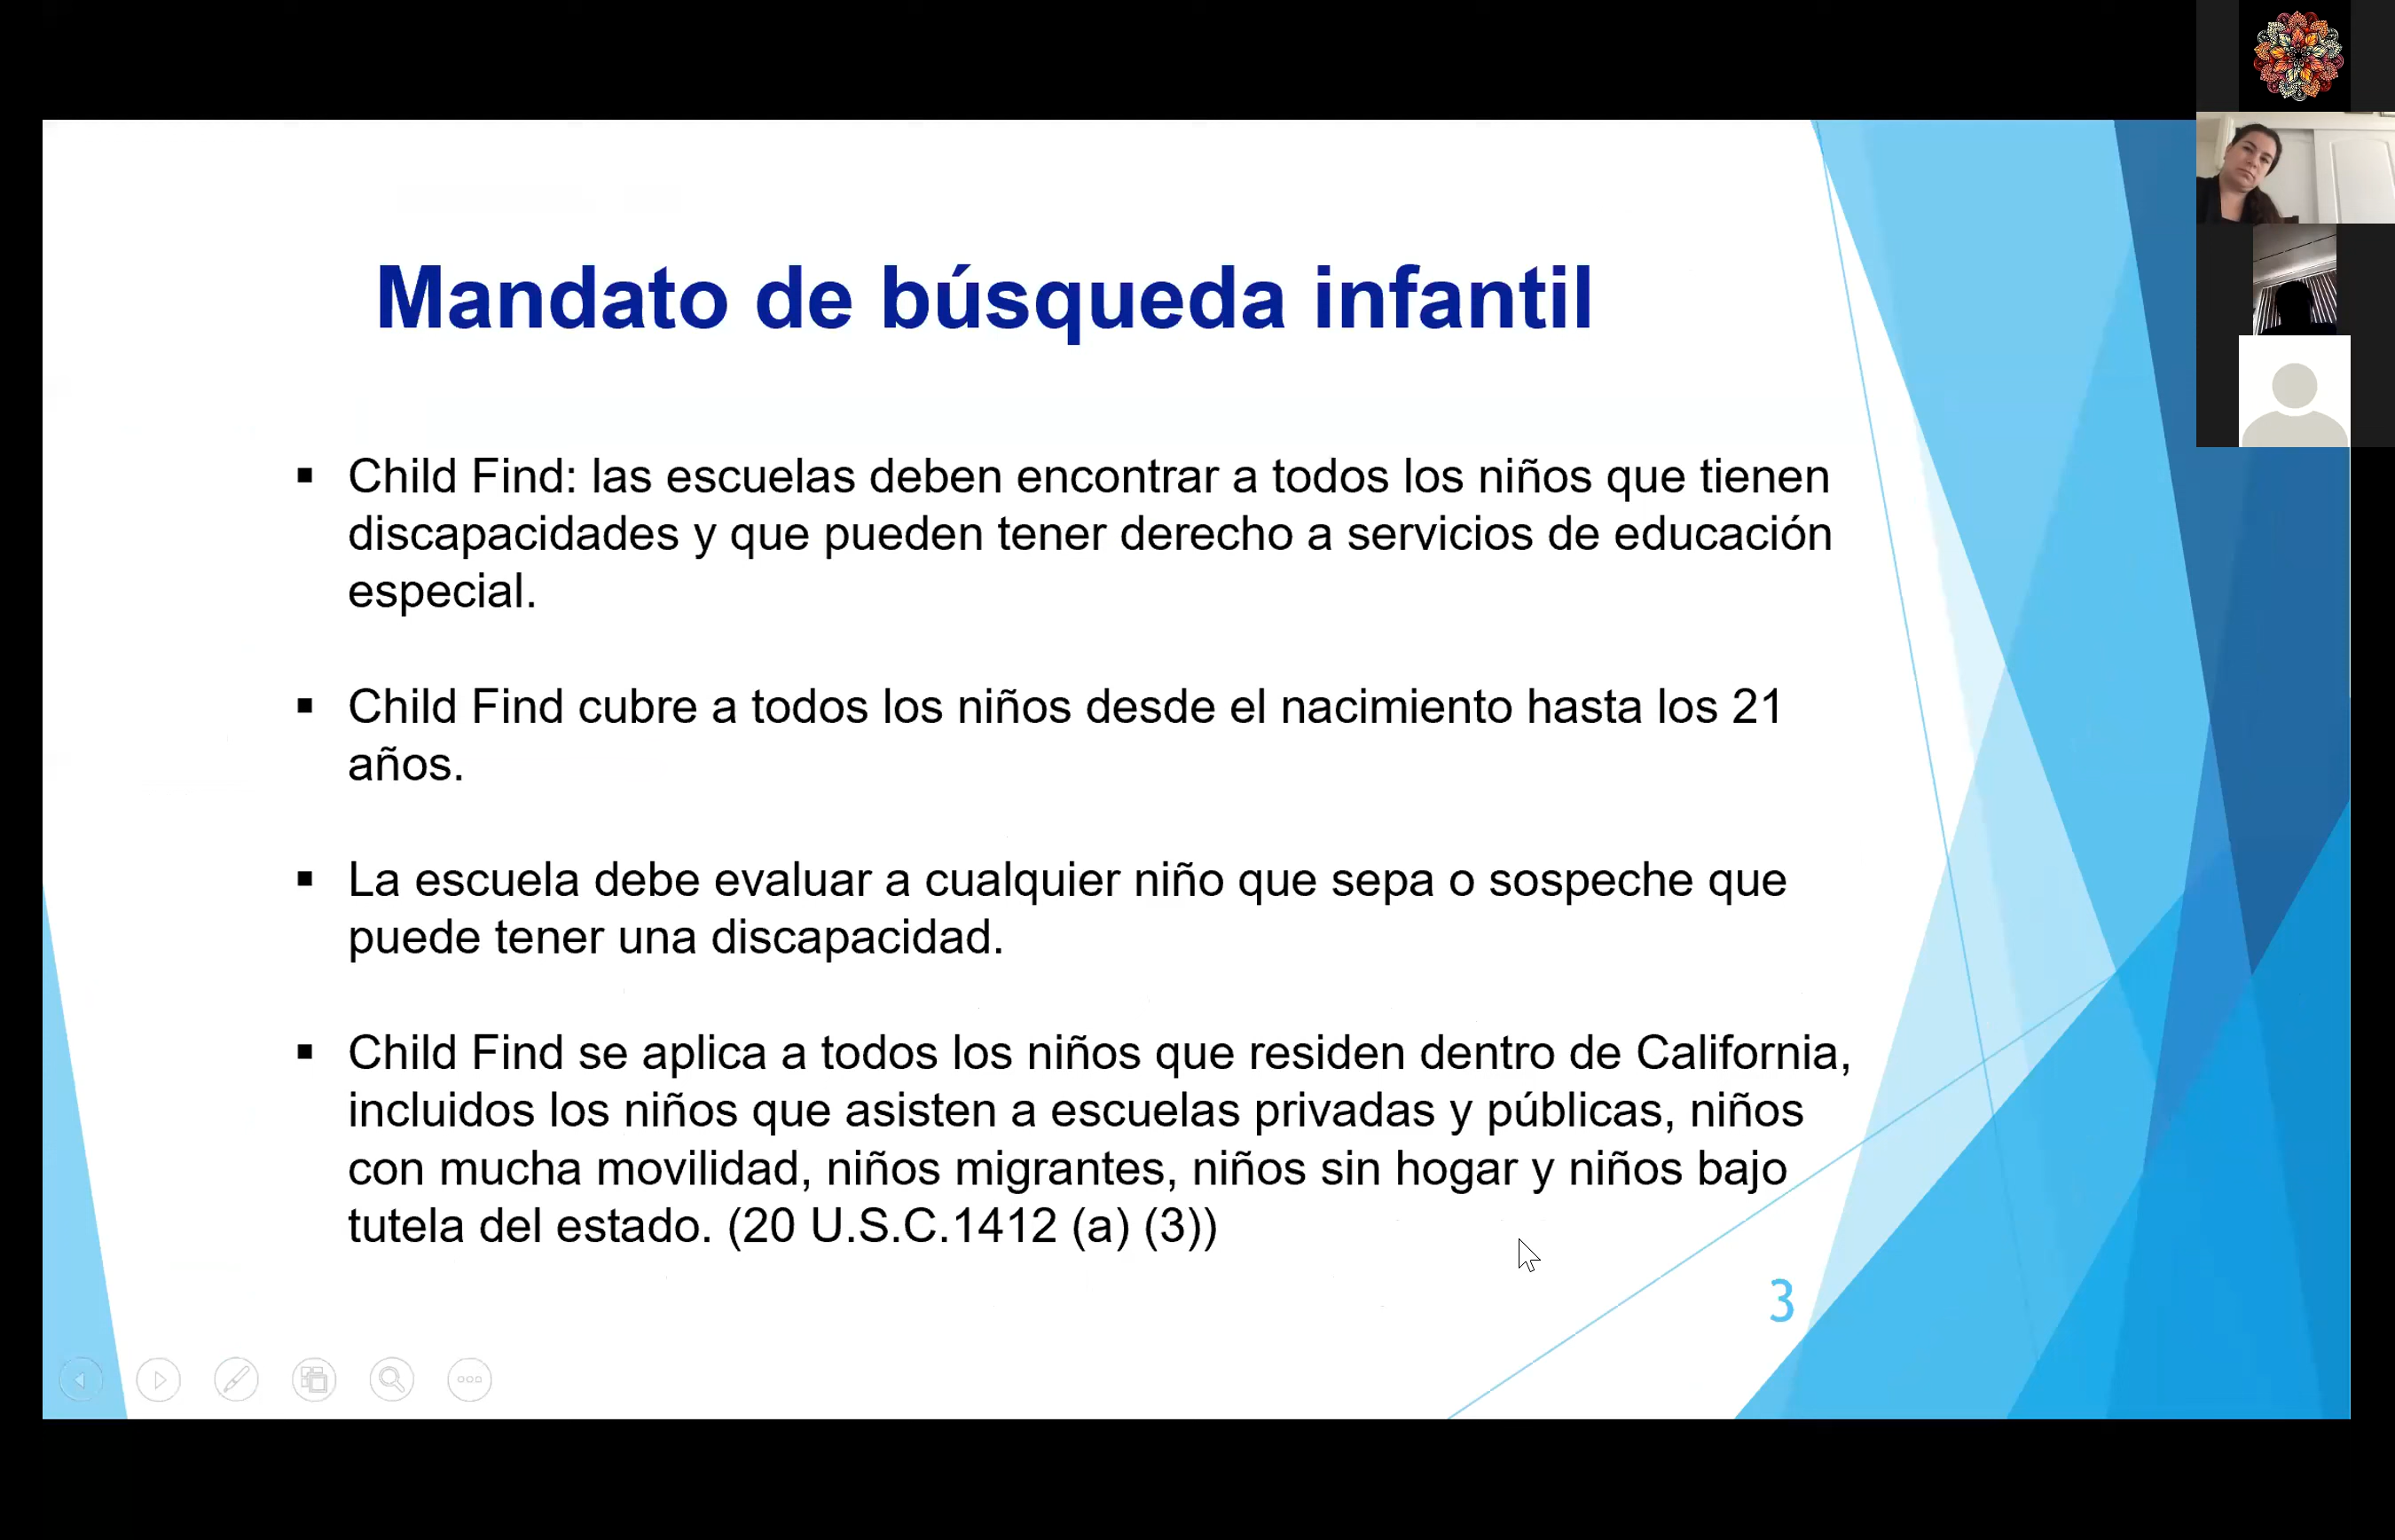 Mandato de búsqueda infantil
▪ Child Find: las escuelas deben encontrar a todos los niños que tienen
discapacidades y que pueden tener derecho a servicios de educación
especial.
▪ Child Find cubre a todos los niños desde el nacimiento hasta los 21
años.
▪ La escuela debe evaluar a cualquier niño que sepa o sospeche que
puede tener una discapacidad.
▪ Child Find se aplica a todos los niños que residen dentro de California,
incluidos los niños que asisten a escuelas privadas y públicas, niños
con mucha movilidad, niños migrantes, niños sin hogar y niños bajo
tutela del estado. (20 U.S.C.1412 (a) (3))
3